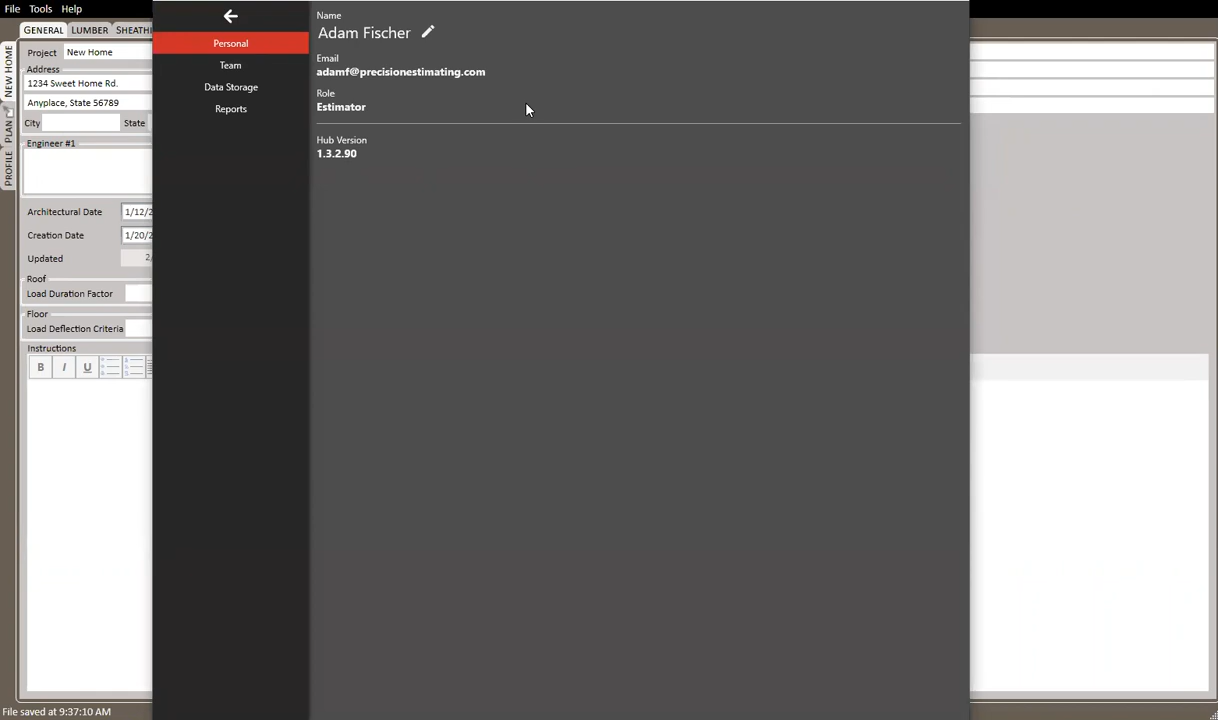 File Tools Help
GENERAL LUMBER SHEATHI
NEW HOME
PLAN
PROFILE
Project New Home
Address
1234 Sweet Home Rd.
Anyplace, State 56789
City State
Engineer #1
Architectural Date 1/12/2
Creation Date 1/20/2
Updated 2/
Roof
Load Duration Factor
Floor
Load Deflection Criteria
Instructions
B I U
File saved at 9:37:10 AM
Personal
Team
Data Storage
Reports
Name
Adam Fischer
Email
adamf@precisionestimating.com
Role
Estimator
Hub Version
1.3.2.90